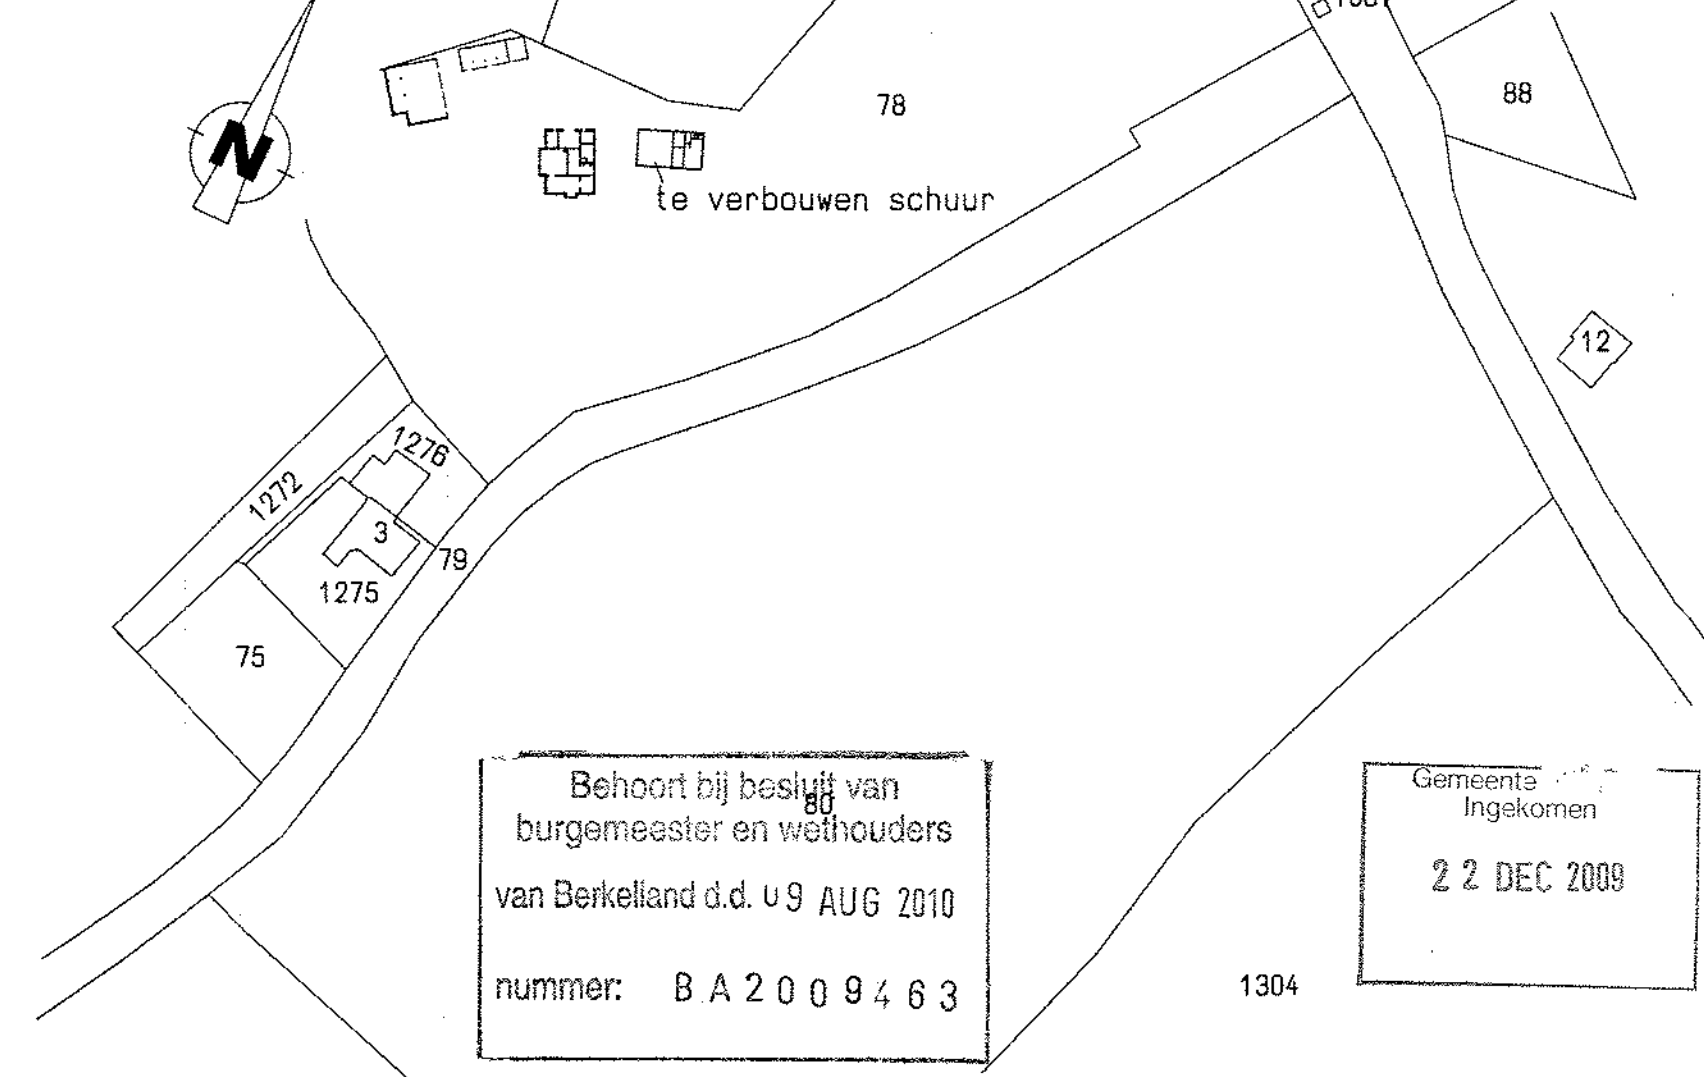 N
78
88
te verbouwen schuur
12
1276
1272
3
79
1275
75
80
Behoort bij besluit van
burgemeester en wethouders
van Berkelland d.d. 09 AUG 2010
nummer: BA2009463
Gemeente
Ingekomen
22 DEC 2009
1304